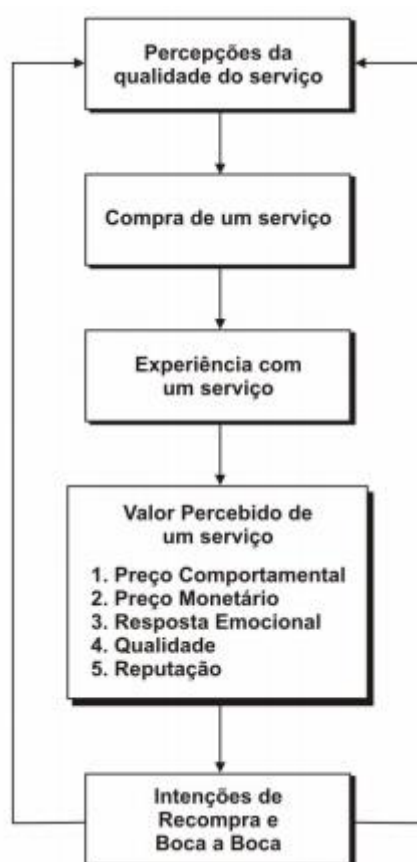 Percepções da
qualidade do serviço
Compra de um serviço
Experiência com
um serviço
Valor Percebido de
um serviço
1. Preço Comportamental
2. Preço Monetário
3. Resposta Emocional
4. Qualidade
5. Reputação
Intenções de
Recompra e
Boca a Boca